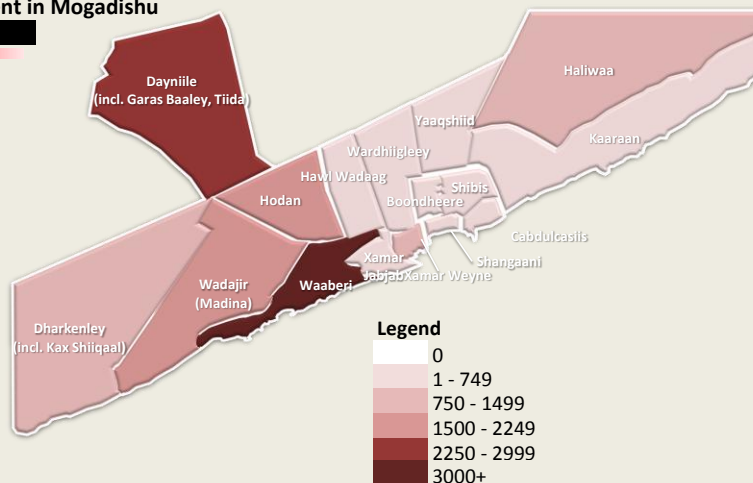 nt in Mogadishu
Dayniile
(incl. Garas Baaley, Tiida)
Haliwaa
Yaaqshiid
Kaaraan
Wardhiigleey
Hawl Wadaag
Shibis
Hodan
Boondheere
Cabdulcasiis
Xamar
Jabjab
Xamar Weyne
Shangaani
Wadajir
(Madina)
Waaberi
Dharkenley
(incl. Kax Shiiqaal)
Legend
0
1 - 749
750 - 1499
1500 - 2249
2250 - 2999
3000+